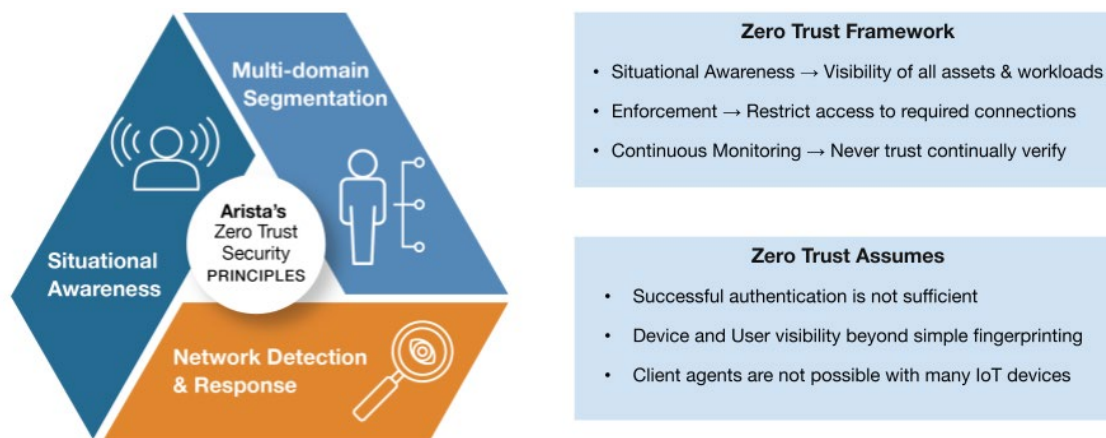 Multi-domain
Segmentation
Arista's
Zero Trust
Security
PRINCIPLES
Situational
Awareness
Network Detection
& Response
Zero Trust Framework
• Situational Awareness → Visibility of all assets & workloads
• Enforcement → Restrict access to required connections
• Continuous Monitoring → Never trust continually verify
Zero Trust Assumes
• Successful authentication is not sufficient
• Device and User visibility beyond simple fingerprinting
• Client agents are not possible with many IoT devices